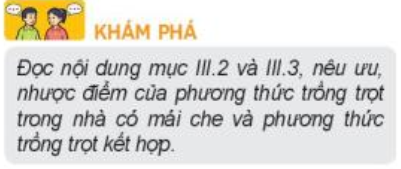 KHÁM PHÁ
Đọc nội dung mục III.2 và III.3, nêu ưu,
nhược điểm của phương thức trồng trọt
trong nhà có mái che và phương thức
trồng trọt kết hợp.